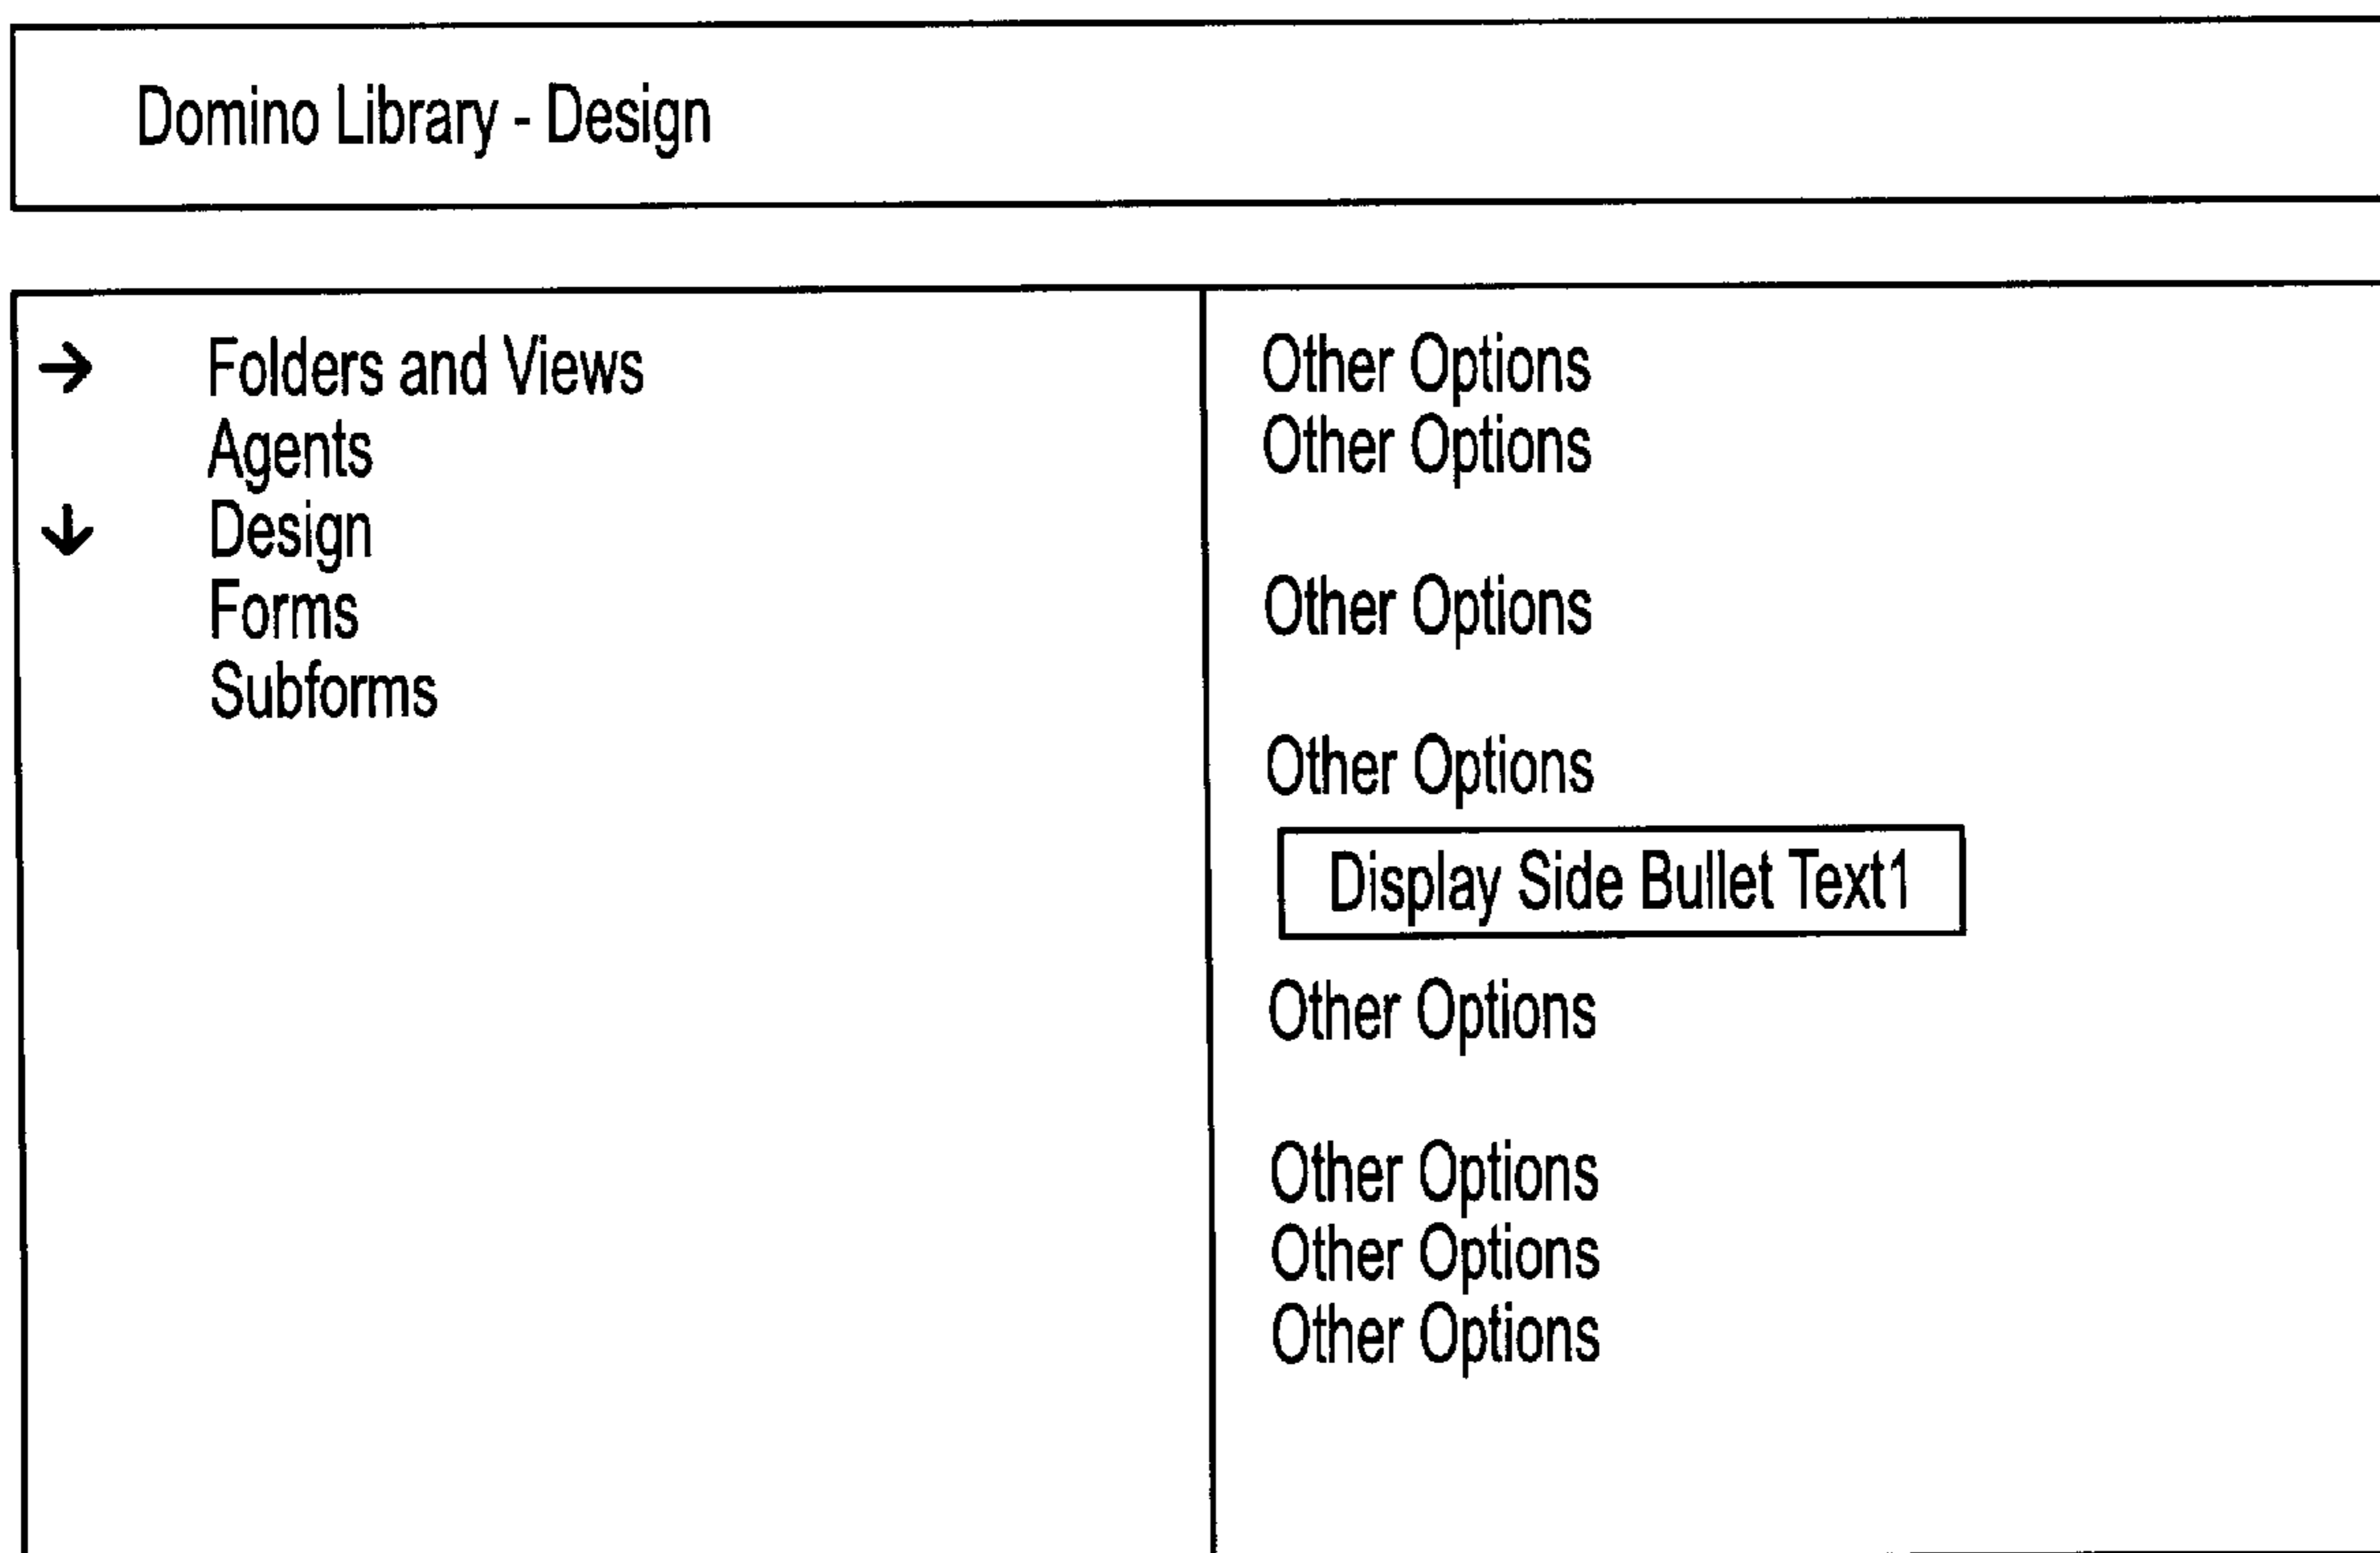 Domino Library - Design
Folders and Views
Agents
Design
Forms
Subforms
Other Options
Other Options
Other Options
Other Options
Display Side Bullet Text1
Other Options
Other Options
Other Options
Other Options